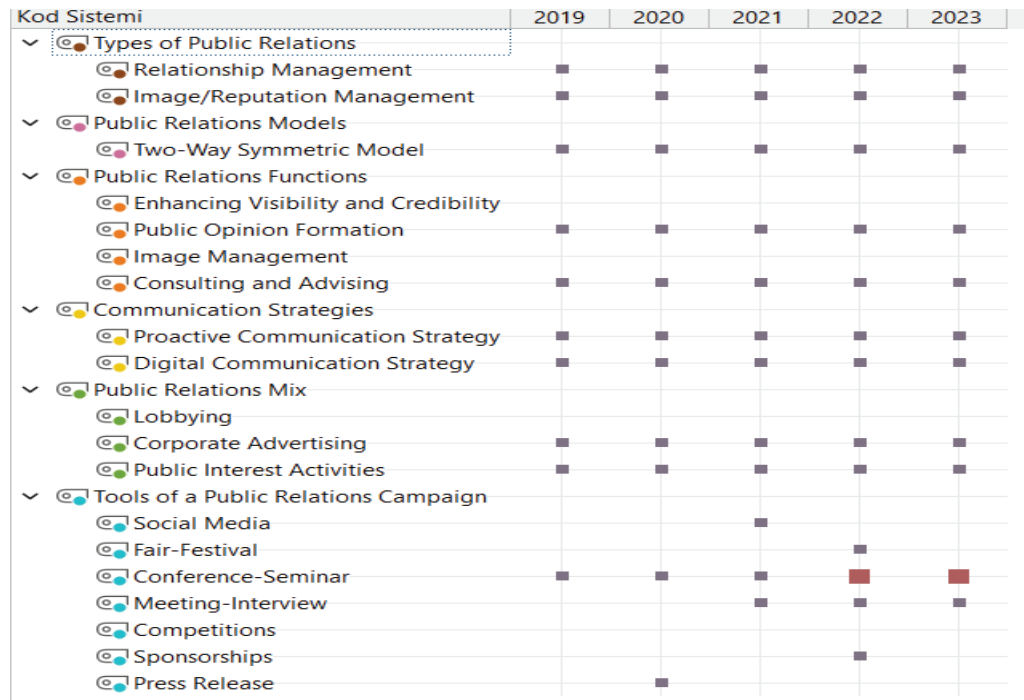 Kod Sistemi 2019 2020 2021 2022 2023
Types of Public Relations
Relationship Management
Image/Reputation Management
Public Relations Models
Two-Way Symmetric Model
Public Relations Functions
Enhancing Visibility and Credibility
Public Opinion Formation
Image Management
Consulting and Advising
Communication Strategies
Proactive Communication Strategy
Digital Communication Strategy
Public Relations Mix
Lobbying
Corporate Advertising
Public Interest Activities
Tools of a Public Relations Campaign
Social Media
Fair-Festival
Conference-Seminar
Meeting-Interview
Competitions
Sponsorships
Press Release